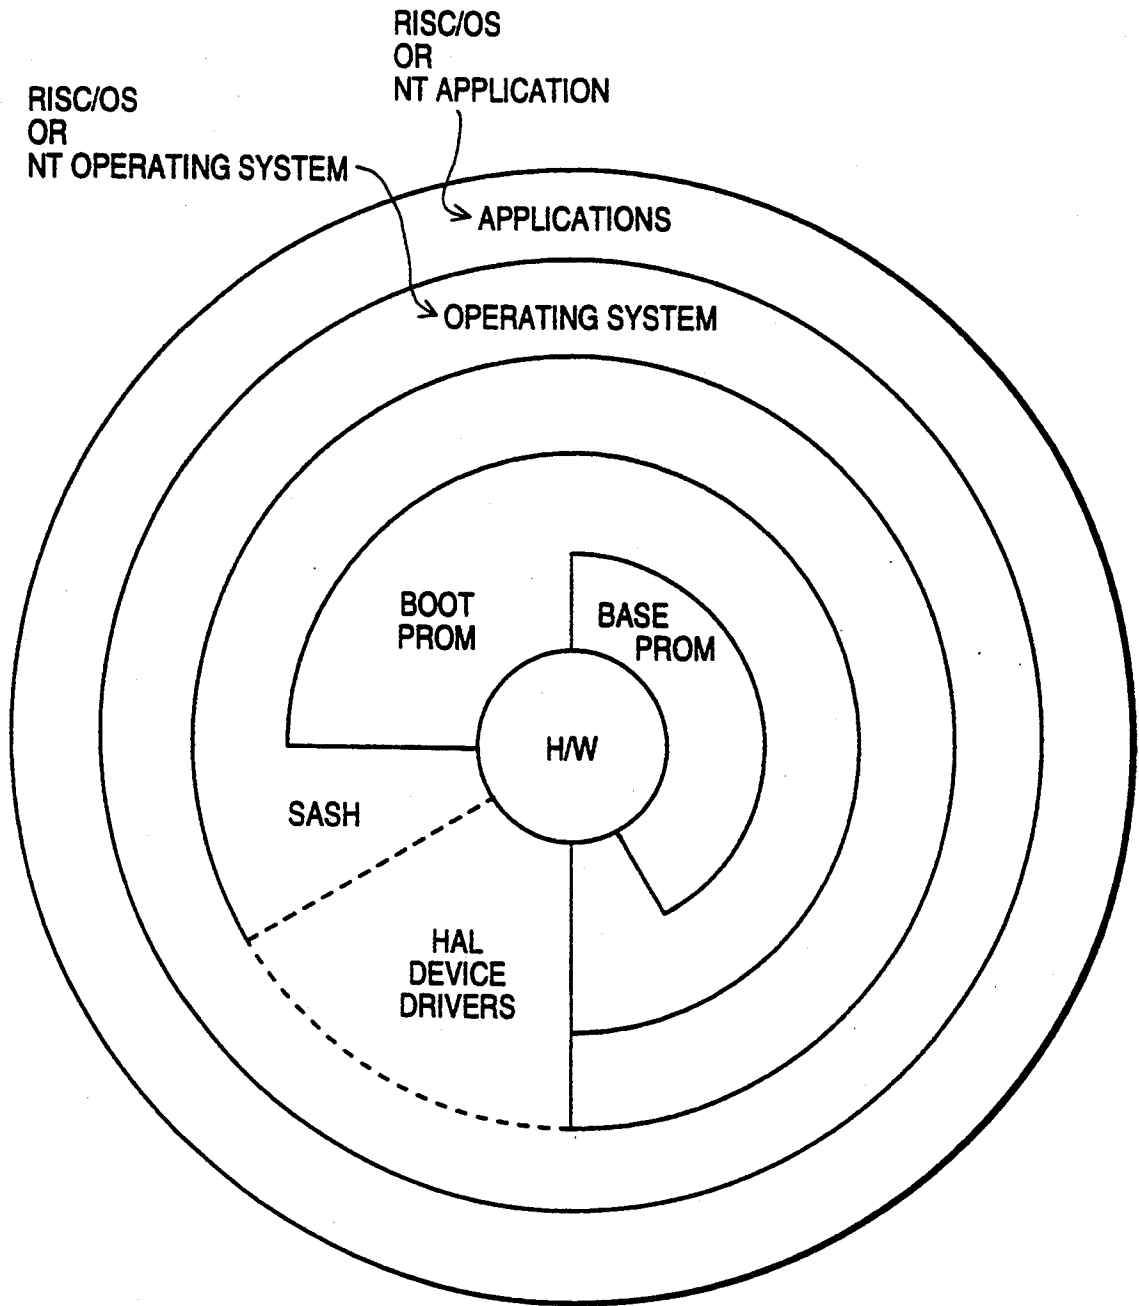 RISC/OS
OR
NT APPLICATION
RISC/OS
OR
NT OPERATING SYSTEM
APPLICATIONS
OPERATING SYSTEM
BOOT
PROM
BASE
PROM
H/W
SASH
HAL
DEVICE
DRIVERS